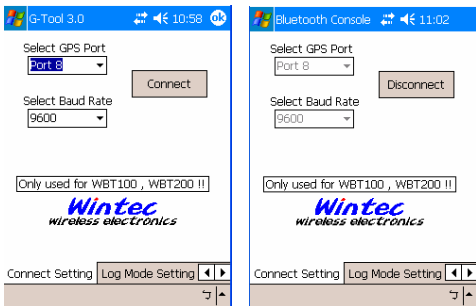 G-Tool 3.0 10:58 ok
Select GPS Port
Port 8
Connect
Select Baud Rate
9600
Only used for WBT100 , WBT200 !!
Wintec
wireless electronics
Connect Setting Log Mode Setting
Bluetooth Console 11:02
Select GPS Port
Port 8
Disconnect
Select Baud Rate
9600
Only used for WBT100 , WBT200 !!
Wintec
wireless electronics
Connect Setting Log Mode Setting